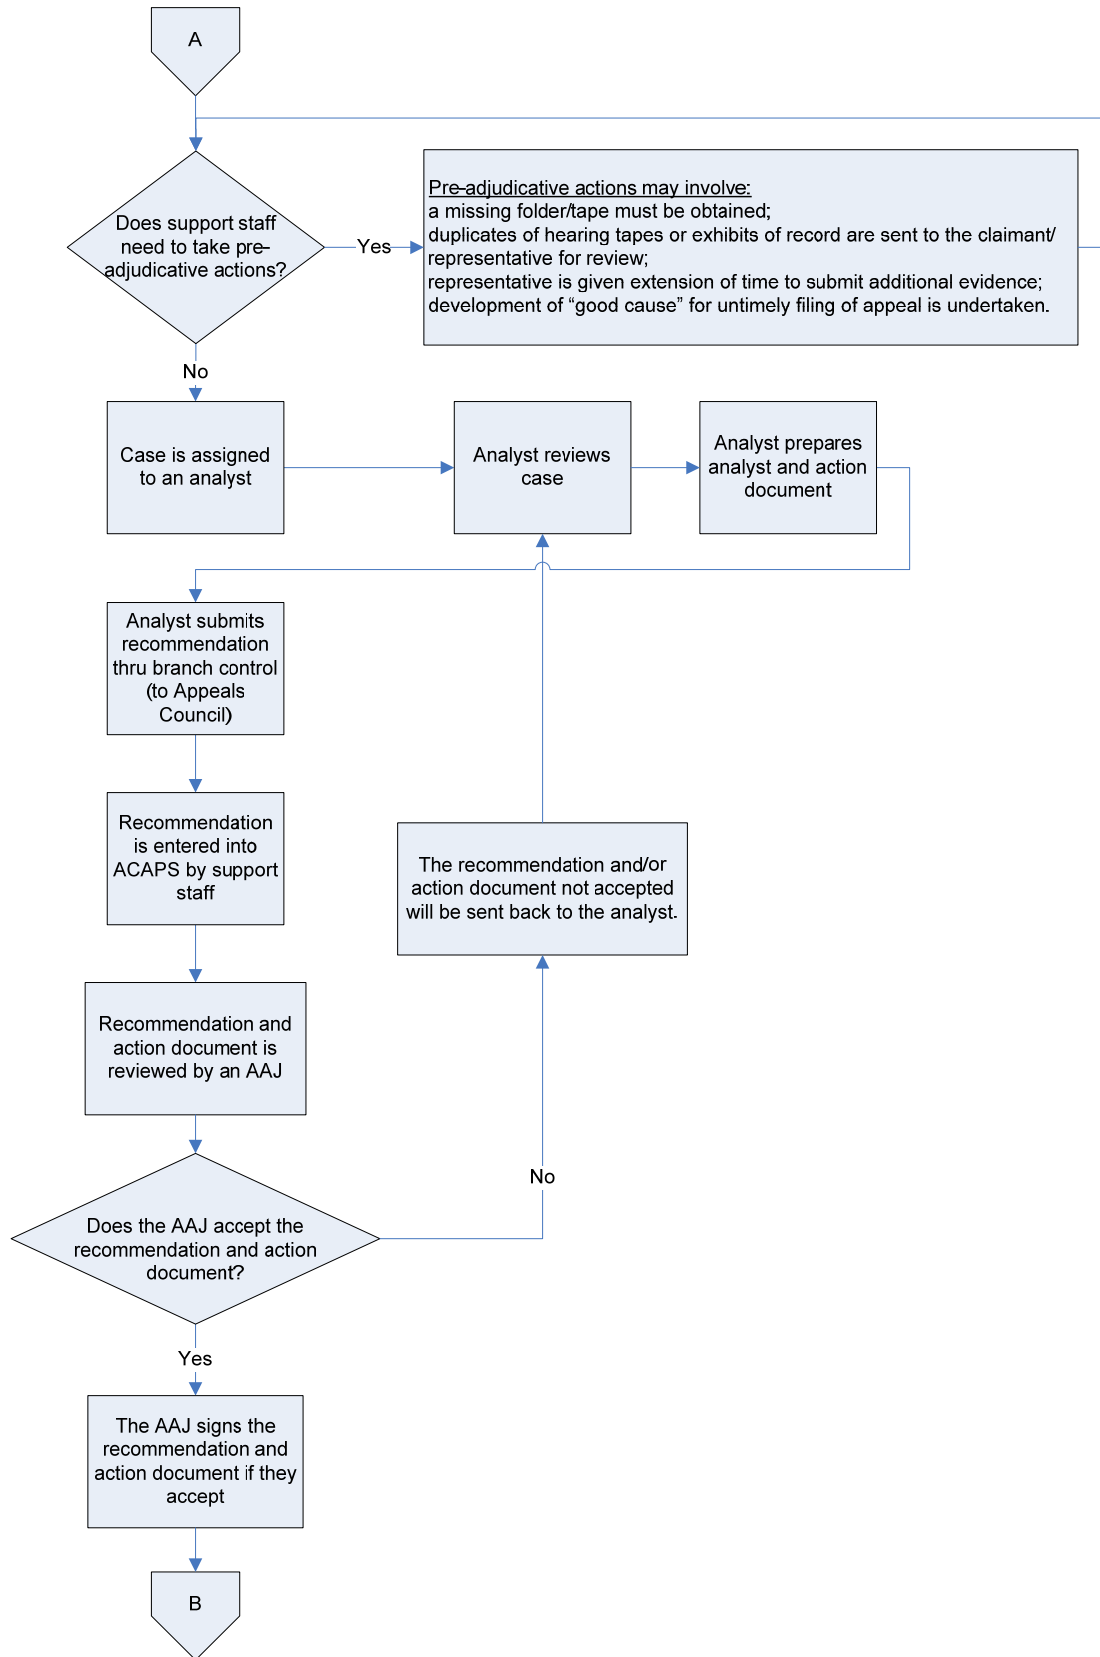 A
Does support staff
need to take pre-
adjudicative actions?
Yes
Pre-adjudicative actions may involve:
a missing folder/tape must be obtained;
duplicates of hearing tapes or exhibits of record are sent to the claimant/
representative for review;
representative is given extension of time to submit additional evidence;
development of “good cause” for untimely filing of appeal is undertaken.
No
Case is assigned
to an analyst
Analyst reviews
case
Analyst prepares
analyst and action
document
Analyst submits
recommendation
thru branch control
(to Appeals
Council)
Recommendation
is entered into
ACAPS by support
staff
The recommendation and/or
action document not accepted
will be sent back to the analyst.
Recommendation and
action document is
reviewed by an AAJ
No
Does the AAJ accept the
recommendation and action
document?
Yes
The AAJ signs the
recommendation and
action document if they
accept
B